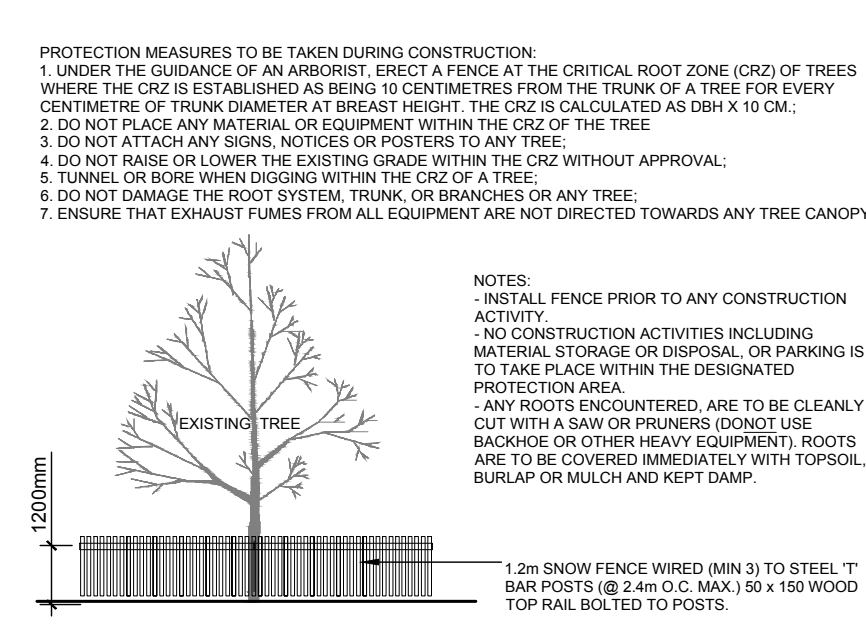 PROTECTION MEASURES TO BE TAKEN DURING CONSTRUCTION:
1. UNDER THE GUIDANCE OF AN ARBORIST, ERECT A FENCE AT THE CRITICAL ROOT ZONE (CRZ) OF TREES
WHERE THE CRZ IS ESTABLISHED AS BEING 10 CENTIMETRES FROM THE TRUNK OF A TREE FOR EVERY
CENTIMETRE OF TRUNK DIAMETER AT BREAST HEIGHT. THE CRZ IS CALCULATED AS DBH X 10 CM.;
2. DO NOT PLACE ANY MATERIAL OR EQUIPMENT WITHIN THE CRZ OF THE TREE
3. DO NOT ATTACH ANY SIGNS, NOTICES OR POSTERS TO ANY TREE;
4. DO NOT RAISE OR LOWER THE EXISTING GRADE WITHIN THE CRZ WITHOUT APPROVAL;
5. TUNNEL OR BORE WHEN DIGGING WITHIN THE CRZ OF A TREE;
6. DO NOT DAMAGE THE ROOT SYSTEM, TRUNK, OR BRANCHES OR ANY TREE;
7. ENSURE THAT EXHAUST FUMES FROM ALL EQUIPMENT ARE NOT DIRECTED TOWARDS ANY TREE CANOPY
NOTES:
- INSTALL FENCE PRIOR TO ANY CONSTRUCTION
ACTIVITY.
- NO CONSTRUCTION ACTIVITIES INCLUDING
MATERIAL STORAGE OR DISPOSAL, OR PARKING IS
TO TAKE PLACE WITHIN THE DESIGNATED
PROTECTION AREA.
- ANY ROOTS ENCOUNTERED, ARE TO BE CLEANLY
CUT WITH A SAW OR PRUNERS (DONOT USE
BACKHOE OR OTHER HEAVY EQUIPMENT). ROOTS
ARE TO BE COVERED IMMEDIATELY WITH TOPSOIL,
BURLAP OR MULCH AND KEPT DAMP.
EXISTING TREE
1200mm
1.2m SNOW FENCE WIRED (MIN 3) TO STEEL 'T'
BAR POSTS (@ 2.4m O.C. MAX.) 50 x 150 WOOD
TOP RAIL BOLTED TO POSTS.